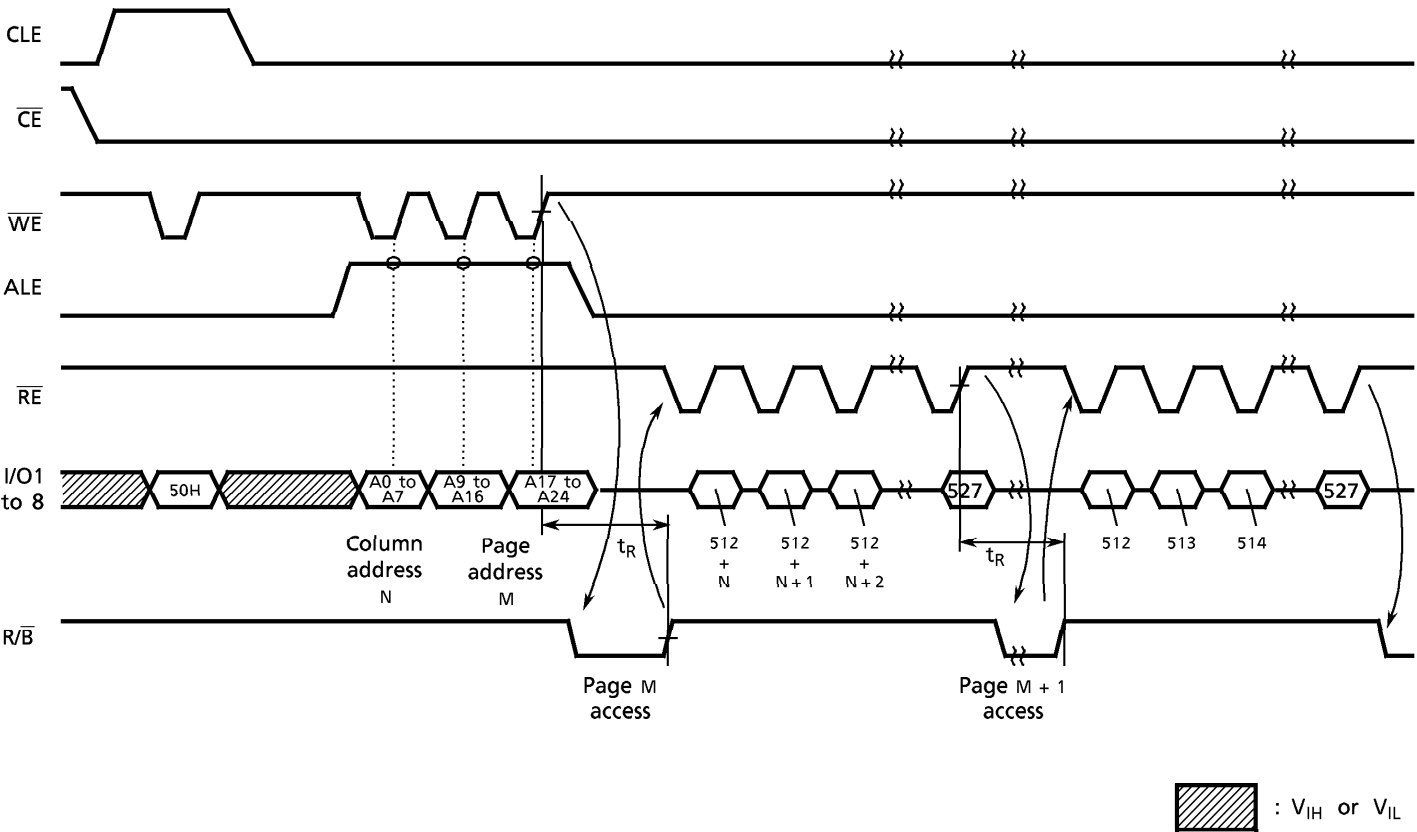 CLE
CE
WE
ALE
RE
I/O1
to 8
50H
A0 to
A7
A9 to
A16
A17 to
A24
527
527
Column
address
N
Page
address
M
tR
512
+
N
512
+
N + 1
512
+
N + 2
tR
512
513
514
R/B
Page M
access
Page M + 1
access
: VIH or VIL